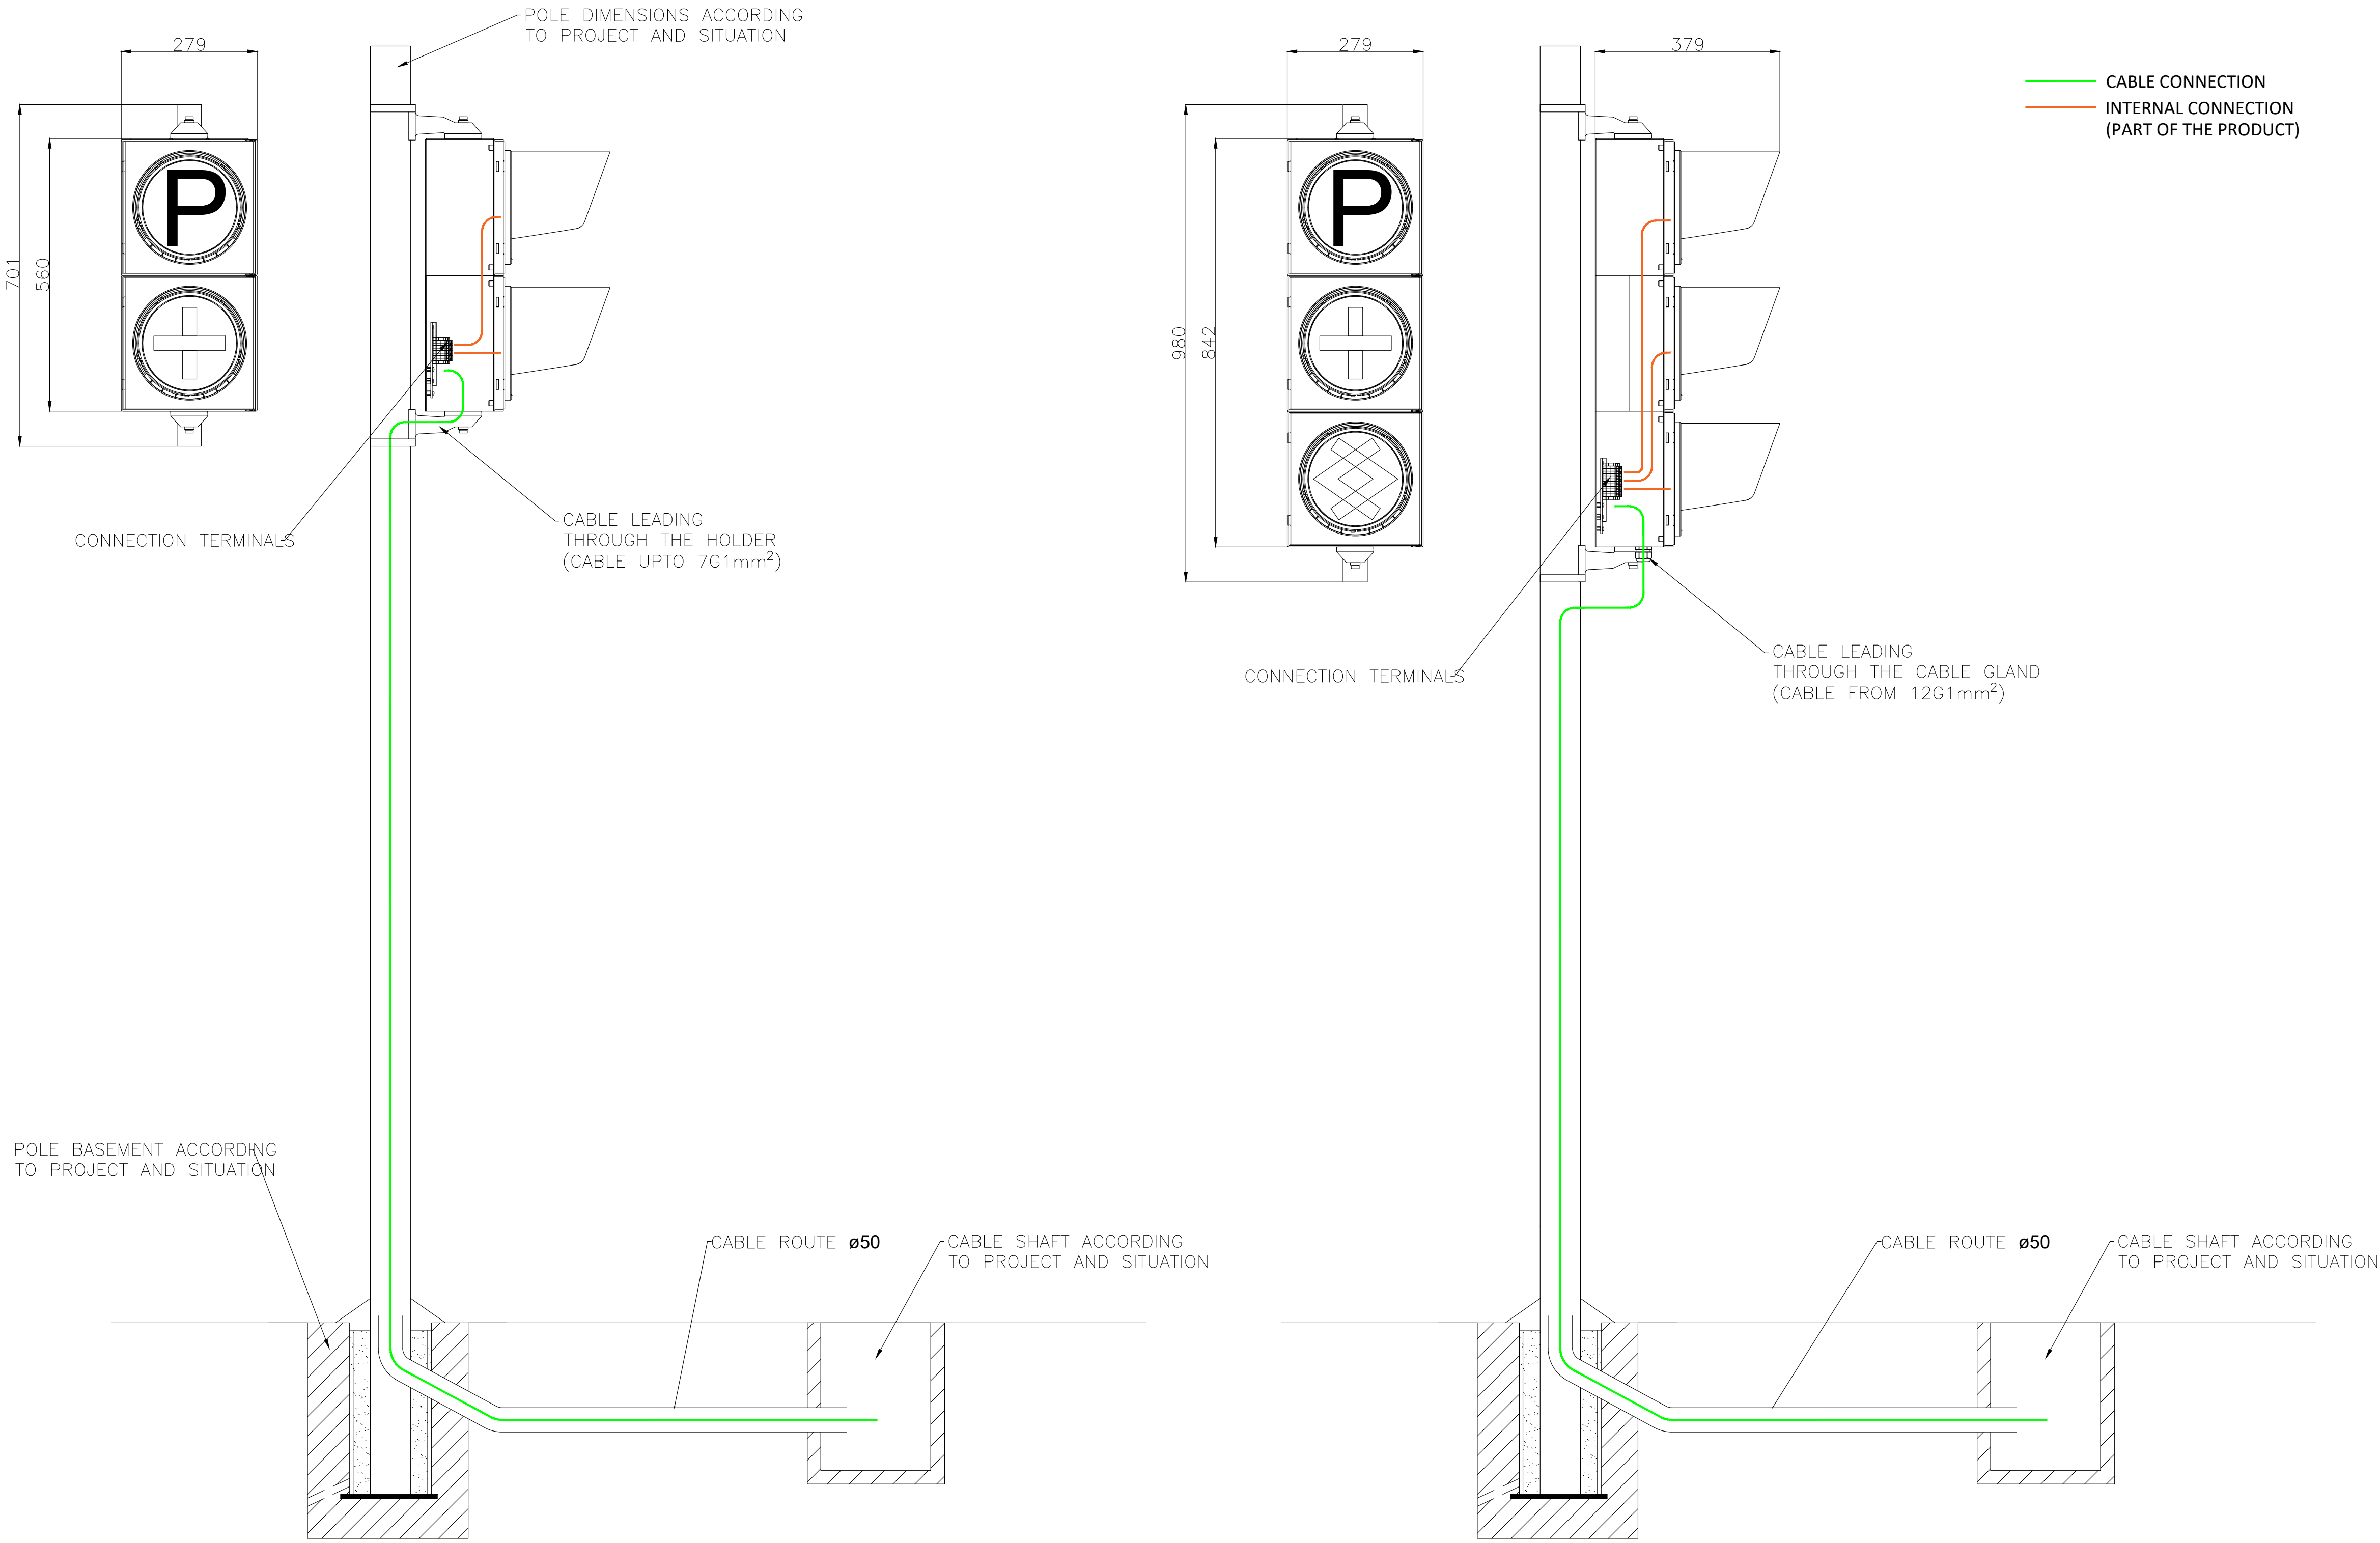 POLE DIMENSIONS ACCORDING
TO PROJECT AND SITUATION
279
701
560
P
CONNECTION TERMINALS
CABLE LEADING
THROUGH THE HOLDER
(CABLE UPTO 7G1mm²)
POLE BASEMENT ACCORDING
TO PROJECT AND SITUATION
CABLE ROUTE ø50
CABLE SHAFT ACCORDING
TO PROJECT AND SITUATION
279
379
980
842
P
CABLE CONNECTION
INTERNAL CONNECTION
(PART OF THE PRODUCT)
CONNECTION TERMINALS
CABLE LEADING
THROUGH THE CABLE GLAND
(CABLE FROM 12G1mm²)
CABLE ROUTE ø50
CABLE SHAFT ACCORDING
TO PROJECT AND SITUATION